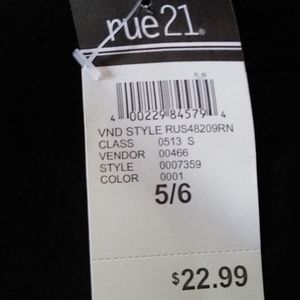 rue21.
4 00229 84579 4
VND STYLE RUS48209RN
CLASS 0513 S
VENDOR 00466
STYLE 0007359
COLOR 0001
5/6
$22.99